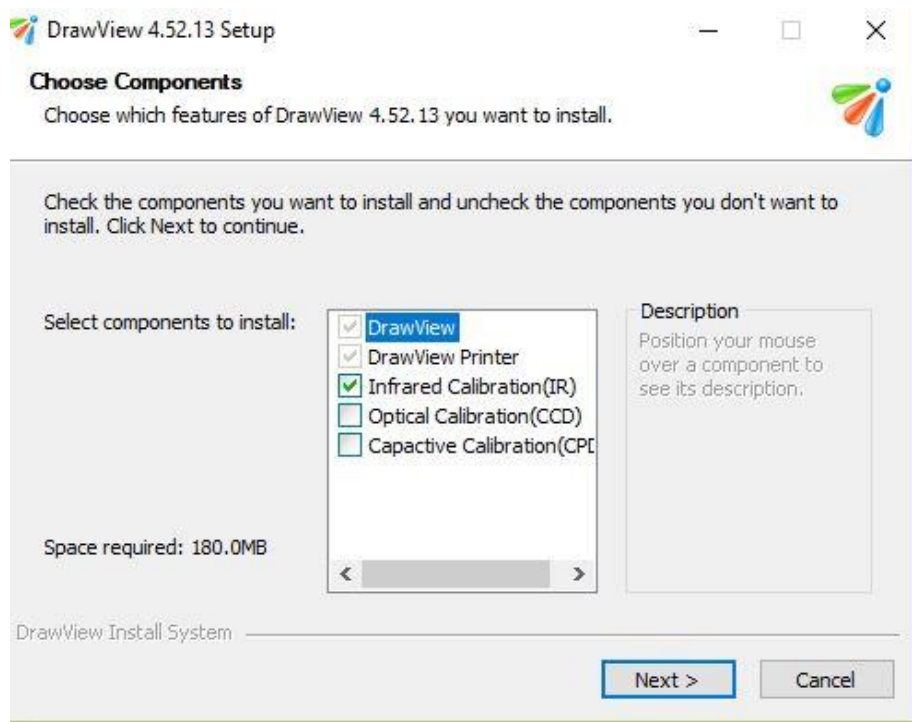 DrawView 4.52.13 Setup
Choose Components
Choose which features of DrawView 4.52.13 you want to install.
Check the components you want to install and uncheck the components you don't want to
install. Click Next to continue.
Select components to install:
DrawView
DrawView Printer
Infrared Calibration(IR)
Optical Calibration(CCD)
Capactive Calibration(CPD
Description
Position your mouse
over a component to
see its description.
Space required: 180.0MB
DrawView Install System
Next >
Cancel